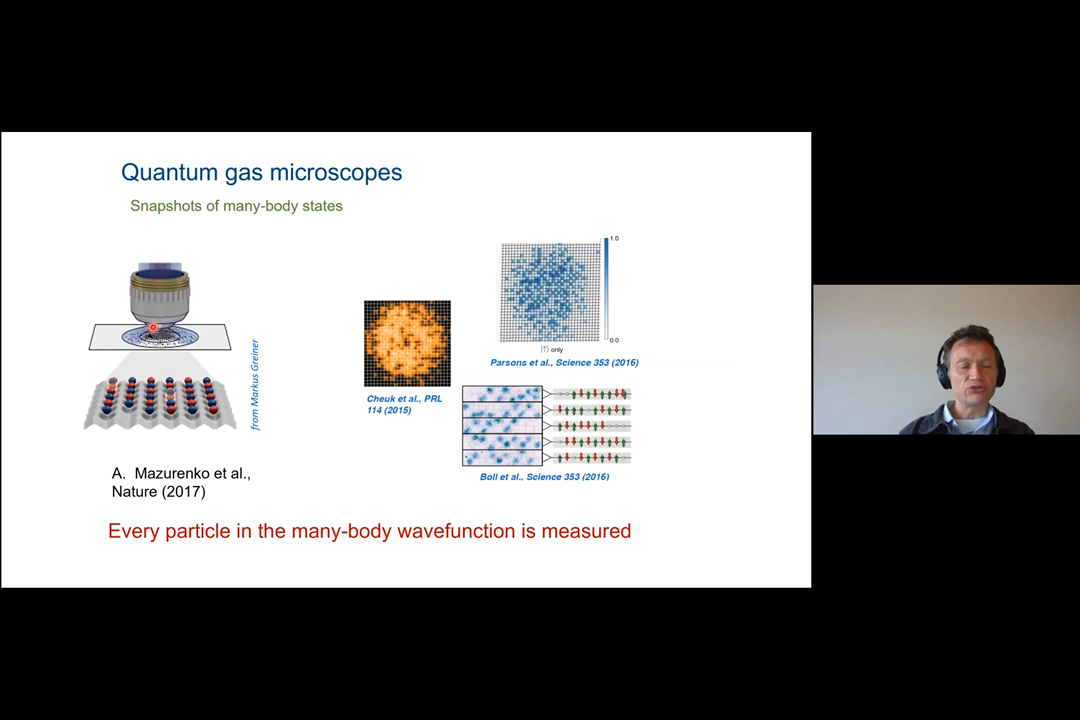 Quantum gas microscopes
Snapshots of many-body states
from Markus Greiner
A. Mazurenko et al.,
Nature (2017)
Cheuk et al., PRL
114 (2015)
1.0
0.0
|↑⟩ only
Parsons et al., Science 353 (2016)
Boll et al., Science 353 (2016)
Every particle in the many-body wavefunction is measured